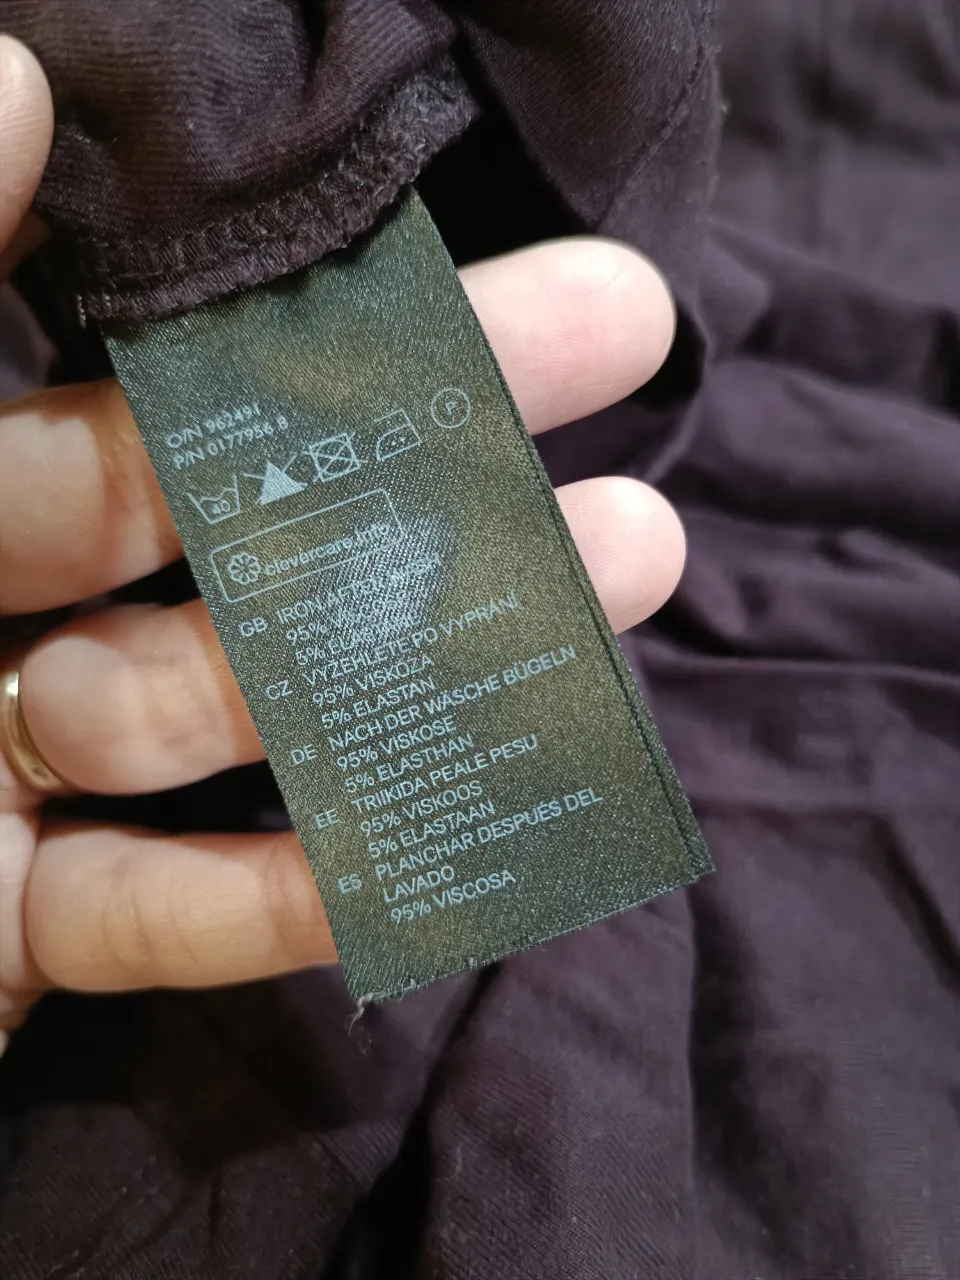 O/N 962491
P/N 0177956 8
40
F
clevercare.info
GB IRON AFTER WASH
95% VISCOSE
5% ELASTANE
CZ VYŽEHLETE PO VYPRÁNÍ
95% VISKÓZA
5% ELASTAN
DE NACH DER WÄSCHE BÜGELN
95% VISKOSE
5% ELASTHAN
EE TRIIKIDA PEALE PESU
95% VISKOOS
5% ELASTAAN
ES PLANCHAR DESPUÉS DEL
LAVADO
95% VISCOSA